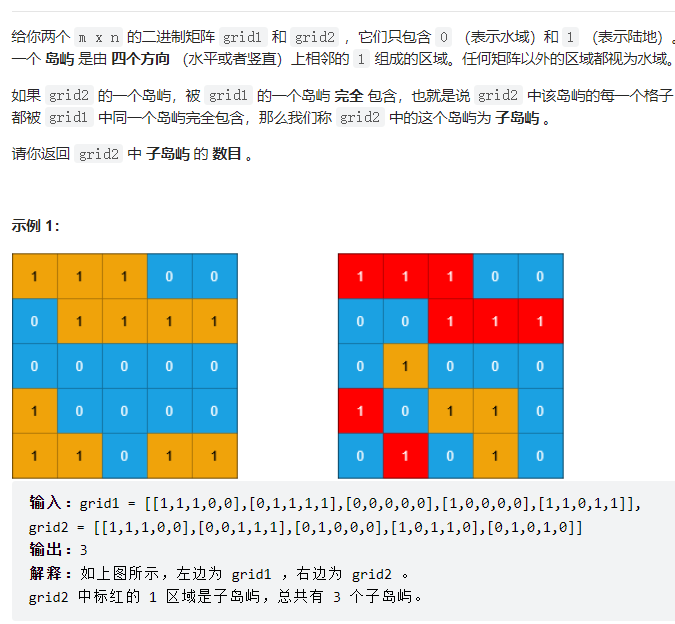 给你两个 m x n 的二进制矩阵 grid1 和 grid2 ，它们只包含 0 （表示水域）和 1 （表示陆地）。
一个 岛屿 是由 四个方向 （水平或者竖直）上相邻的 1 组成的区域。任何矩阵以外的区域都视为水域。
如果 grid2 的一个岛屿，被 grid1 的一个岛屿 完全 包含，也就是说 grid2 中该岛屿的每一个格子
都被 grid1 中同一个岛屿完全包含，那么我们称 grid2 中的这个岛屿为 子岛屿 。
请你返回 grid2 中 子岛屿 的 数目 。
示例 1：
1 1 1 0 0
0 1 1 1 1
0 0 0 0 0
1 0 0 0 0
1 1 0 1 1
1 1 1 0 0
0 0 1 1 1
0 1 0 0 0
1 0 1 1 0
0 1 0 1 0
输入：grid1 = [[1,1,1,0,0],[0,1,1,1,1],[0,0,0,0,0],[1,0,0,0,0],[1,1,0,1,1]],
grid2 = [[1,1,1,0,0],[0,0,1,1,1],[0,1,0,0,0],[1,0,1,1,0],[0,1,0,1,0]]
输出：3
解释：如上图所示，左边为 grid1 ，右边为 grid2 。
grid2 中标红的 1 区域是子岛屿，总共有 3 个子岛屿。